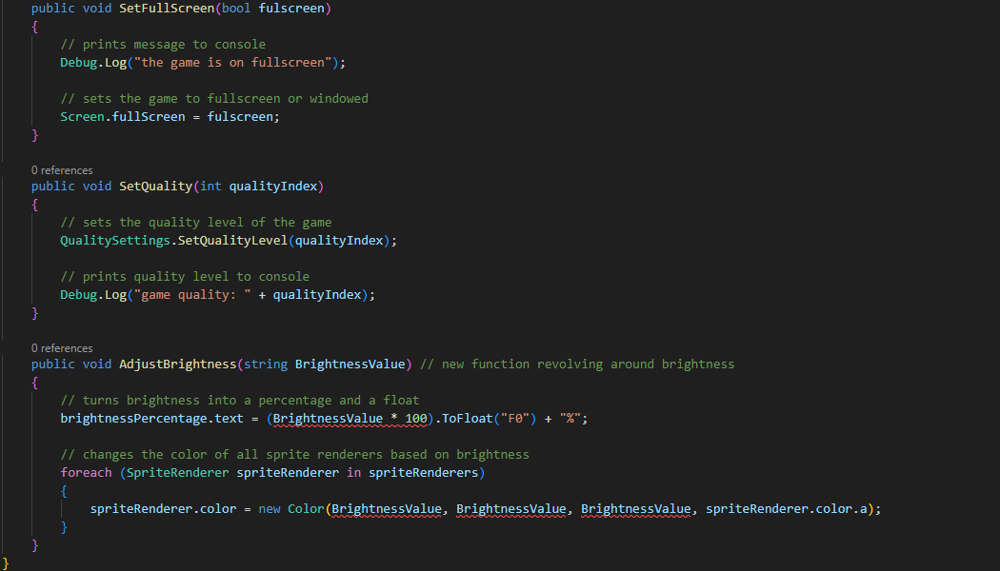 public void SetFullScreen(bool fulscreen)
{
// prints message to console
Debug.Log("the game is on fullscreen");
// sets the game to fullscreen or windowed
Screen.fullScreen = fulscreen;
}
0 references
public void SetQuality(int qualityIndex)
{
// sets the quality level of the game
QualitySettings.SetQualityLevel(qualityIndex);
// prints quality level to console
Debug.Log("game quality: " + qualityIndex);
}
0 references
public void AdjustBrightness(string BrightnessValue) // new function revolving around brightness
{
// turns brightness into a percentage and a float
brightnessPercentage.text = (BrightnessValue * 100).ToFloat("F0") + "%";
// changes the color of all sprite renderers based on brightness
foreach (SpriteRenderer spriteRenderer in spriteRenderers)
{
spriteRenderer.color = new Color(BrightnessValue, BrightnessValue, BrightnessValue, spriteRenderer.color.a);
}
}
}